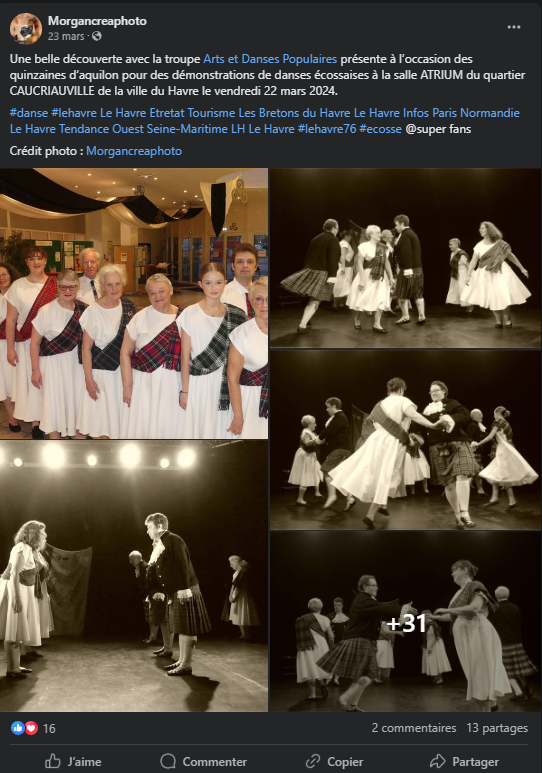 Morgancreaphoto
23 mars ·
Une belle découverte avec la troupe Arts et Danses Populaires présente à l'occasion des
quinzaines d'aquilon pour des démonstrations de danses écossaises à la salle ATRIUM du quartier
CAUCRIAUVILLE de la ville du Havre le vendredi 22 mars 2024.
#danse #lehavre Le Havre Etretat Tourisme Les Bretons du Havre Le Havre Infos Paris Normandie
Le Havre Tendance Ouest Seine-Maritime LH Le Havre #lehavre76 #ecosse @super fans
Crédit photo : Morgancreaphoto
+31
16
2 commentaires 13 partages
J'aime Commenter Copier Partager